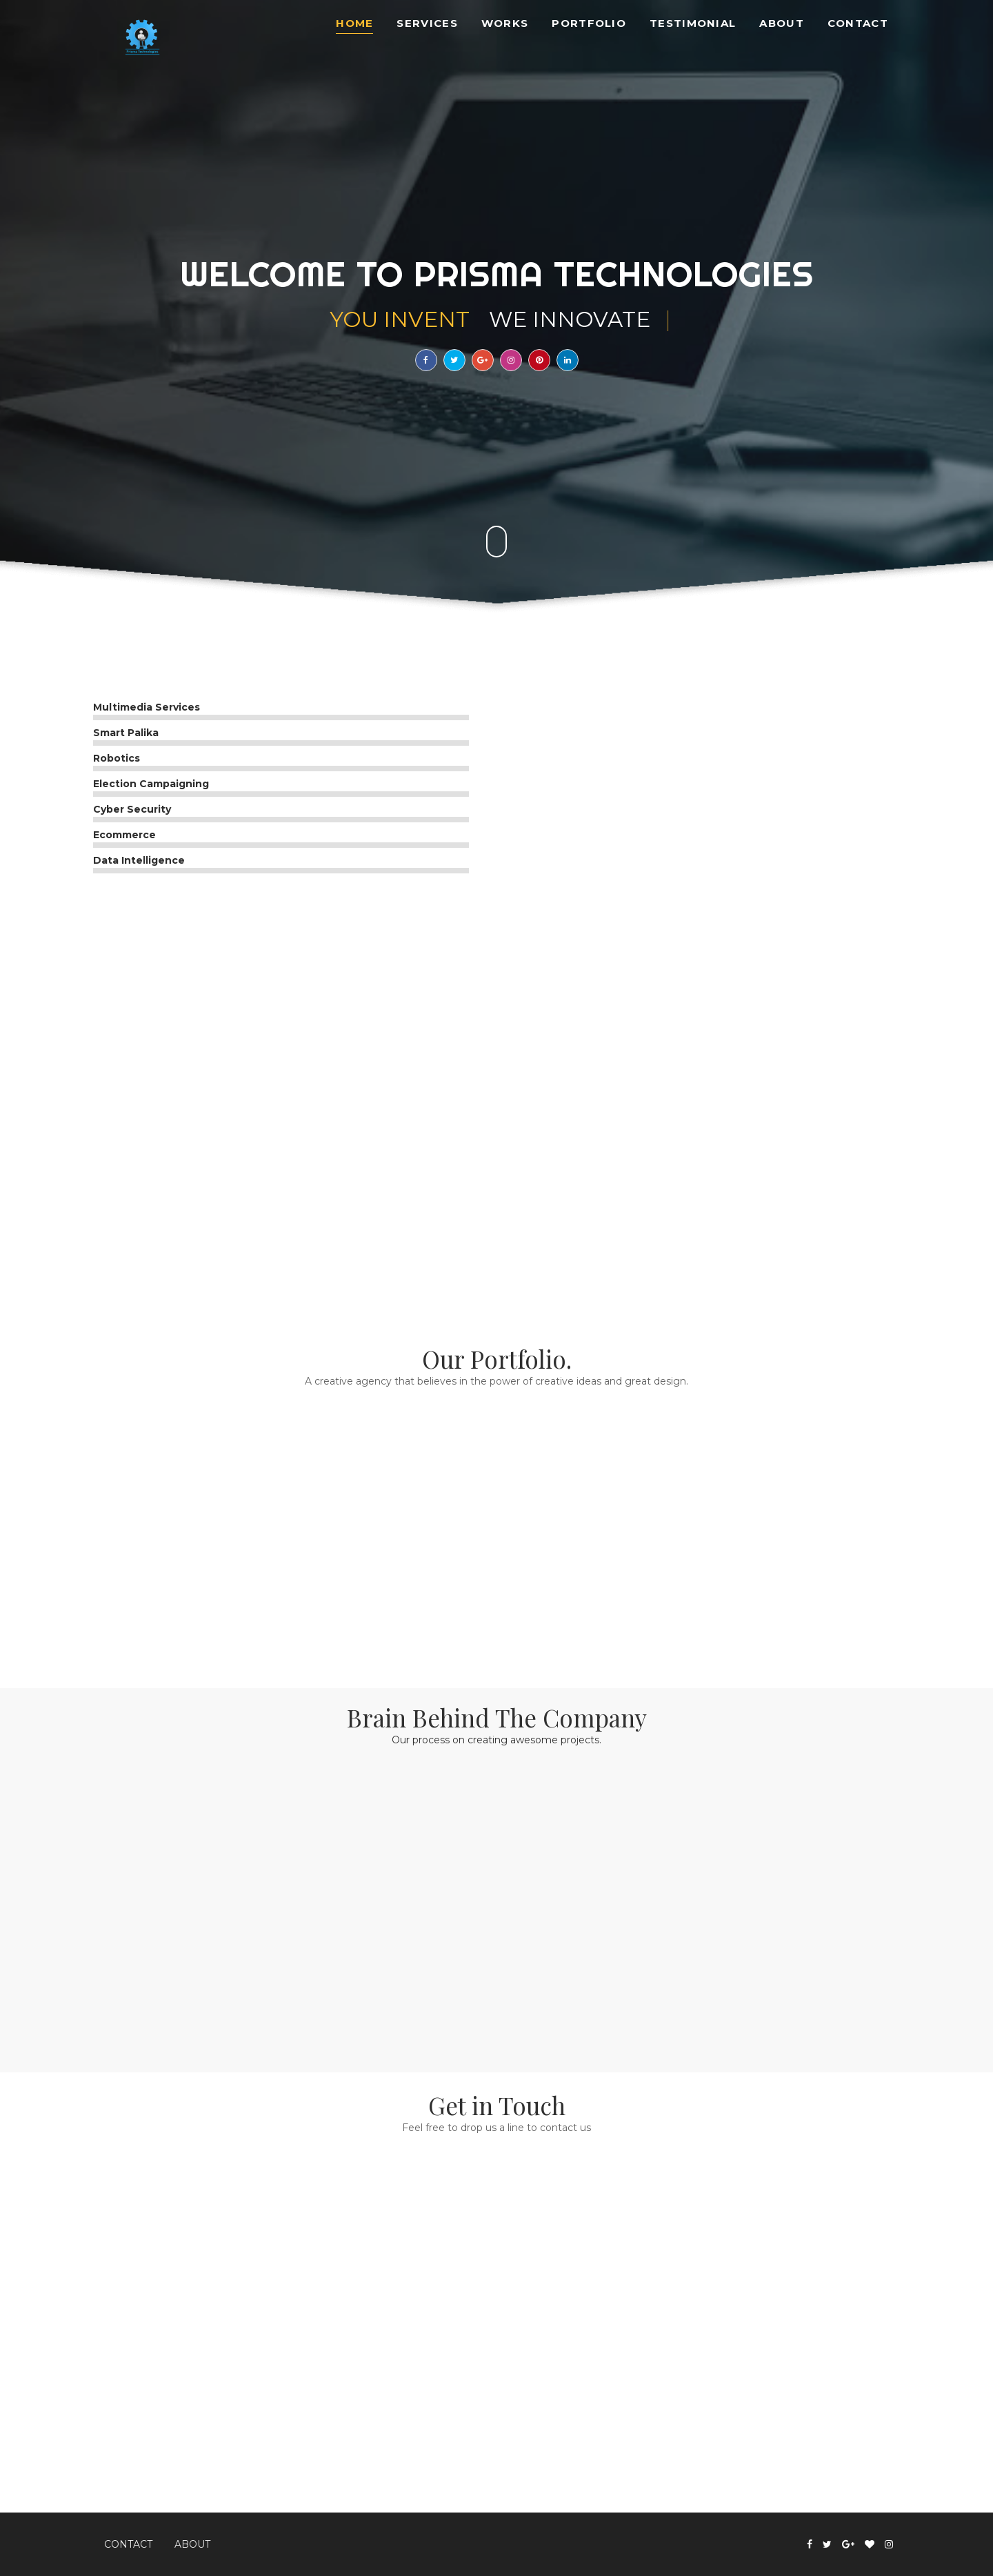 HOME SERVICES WORKS PORTFOLIO TESTIMONIAL ABOUT CONTACT
WELCOME TO PRISMA TECHNOLOGIES
YOU INVENT WE INNOVATE |
Multimedia Services
Smart Palika
Robotics
Election Campaigning
Cyber Security
Ecommerce
Data Intelligence
Our Portfolio.
A creative agency that believes in the power of creative ideas and great design.
Brain Behind The Company
Our process on creating awesome projects.
Get in Touch
Feel free to drop us a line to contact us
CONTACT ABOUT